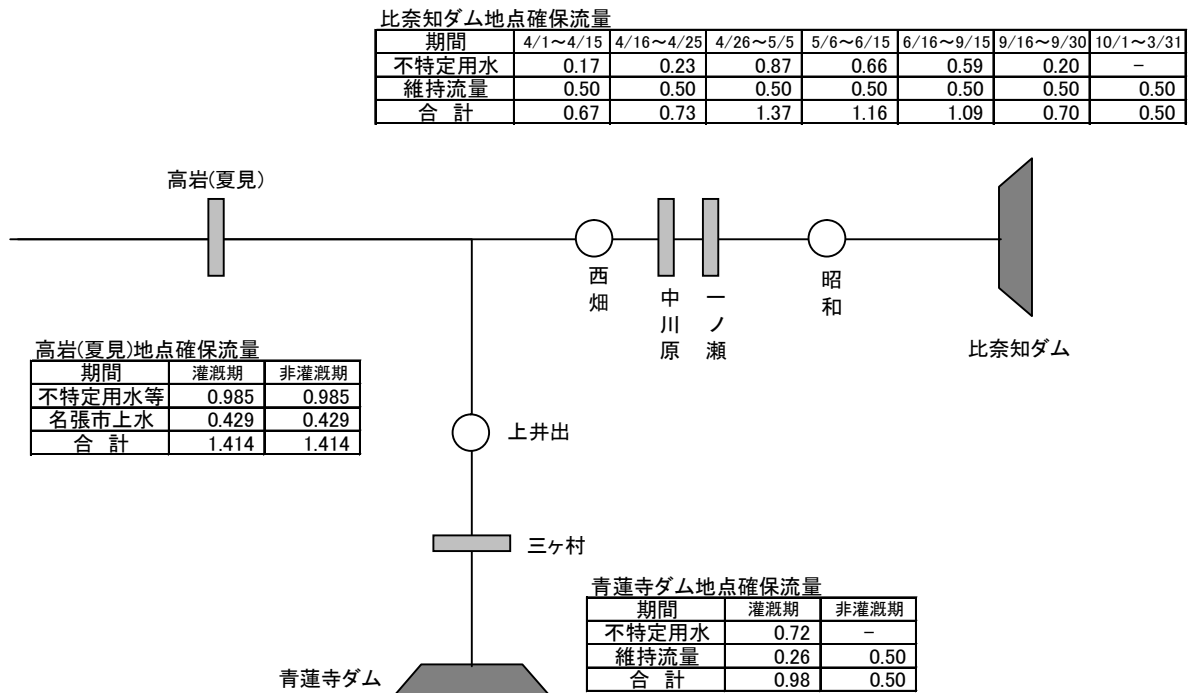 比奈知ダム地点確保流量
期間 4/1～4/15 4/16～4/25 4/26～5/5 5/6～6/15 6/16～9/15 9/16～9/30 10/1～3/31
不特定用水 0.17 0.23 0.87 0.66 0.59 0.20 －
維持流量 0.50 0.50 0.50 0.50 0.50 0.50 0.50
合 計 0.67 0.73 1.37 1.16 1.09 0.70 0.50
高岩(夏見)
西畑
中川原
一ノ瀬
昭和
比奈知ダム
高岩(夏見)地点確保流量
期間 灌漑期 非灌漑期
不特定用水等 0.985 0.985
名張市上水 0.429 0.429
合 計 1.414 1.414
上井出
三ヶ村
青蓮寺ダム地点確保流量
期間 灌漑期 非灌漑期
不特定用水 0.72 －
維持流量 0.26 0.50
合 計 0.98 0.50
青蓮寺ダム